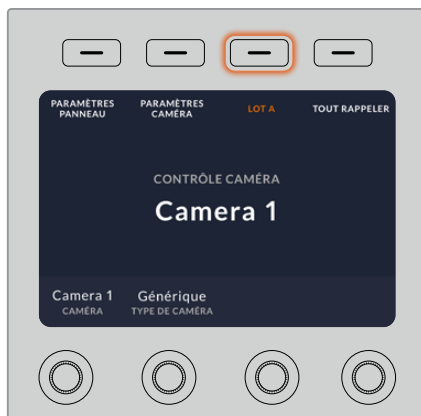 PARAMÈTRES PANNEAU
PARAMÈTRES CAMÉRA
LOT A
TOUT RAPPELER
CONTRÔLE CAMÉRA
Camera 1
Camera 1
CAMÉRA
Générique
TYPE DE CAMÉRA